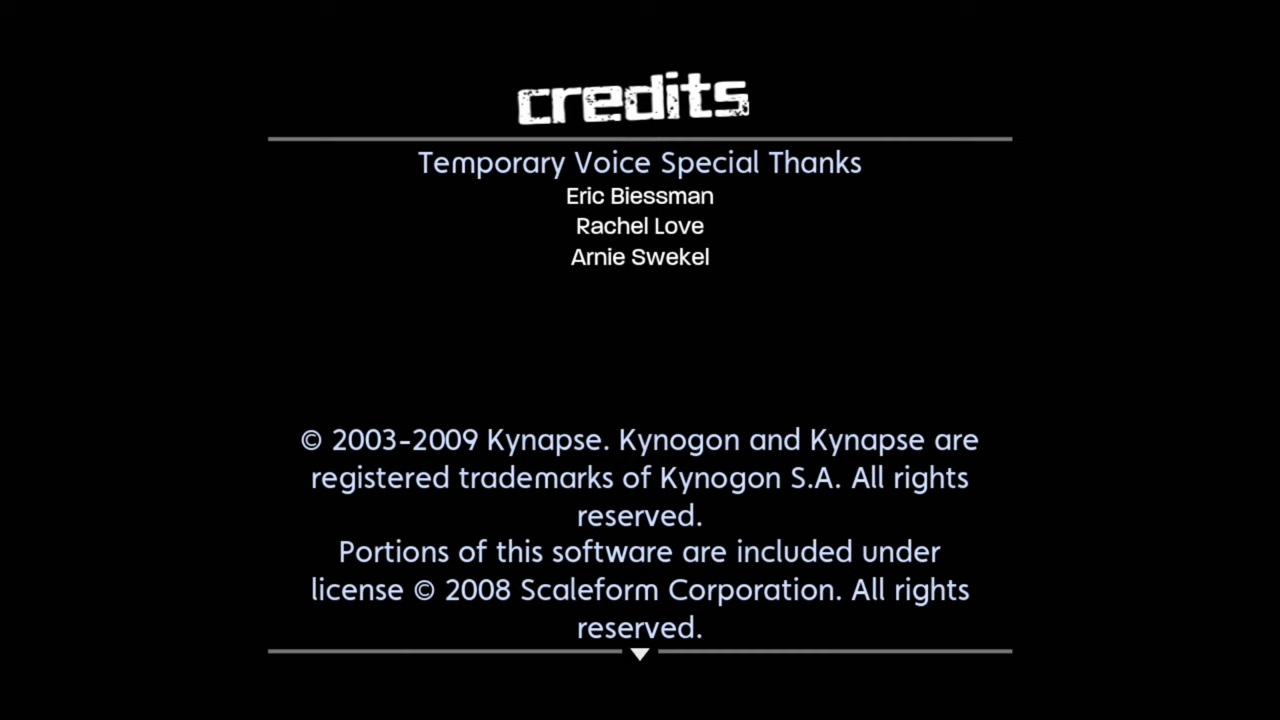 credits
Temporary Voice Special Thanks
Eric Biessman
Rachel Love
Arnie Swekel
© 2003-2009 Kynapse. Kynogon and Kynapse are
registered trademarks of Kynogon S.A. All rights
reserved.
Portions of this software are included under
license © 2008 Scaleform Corporation. All rights
reserved.